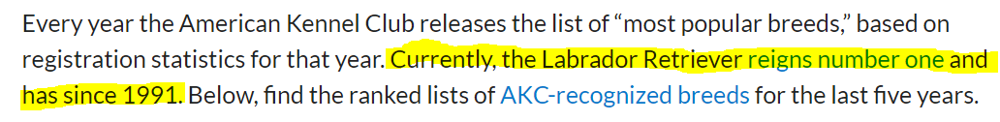 Every year the American Kennel Club releases the list of “most popular breeds,” based on
registration statistics for that year. Currently, the Labrador Retriever reigns number one and
has since 1991. Below, find the ranked lists of AKC-recognized breeds for the last five years.